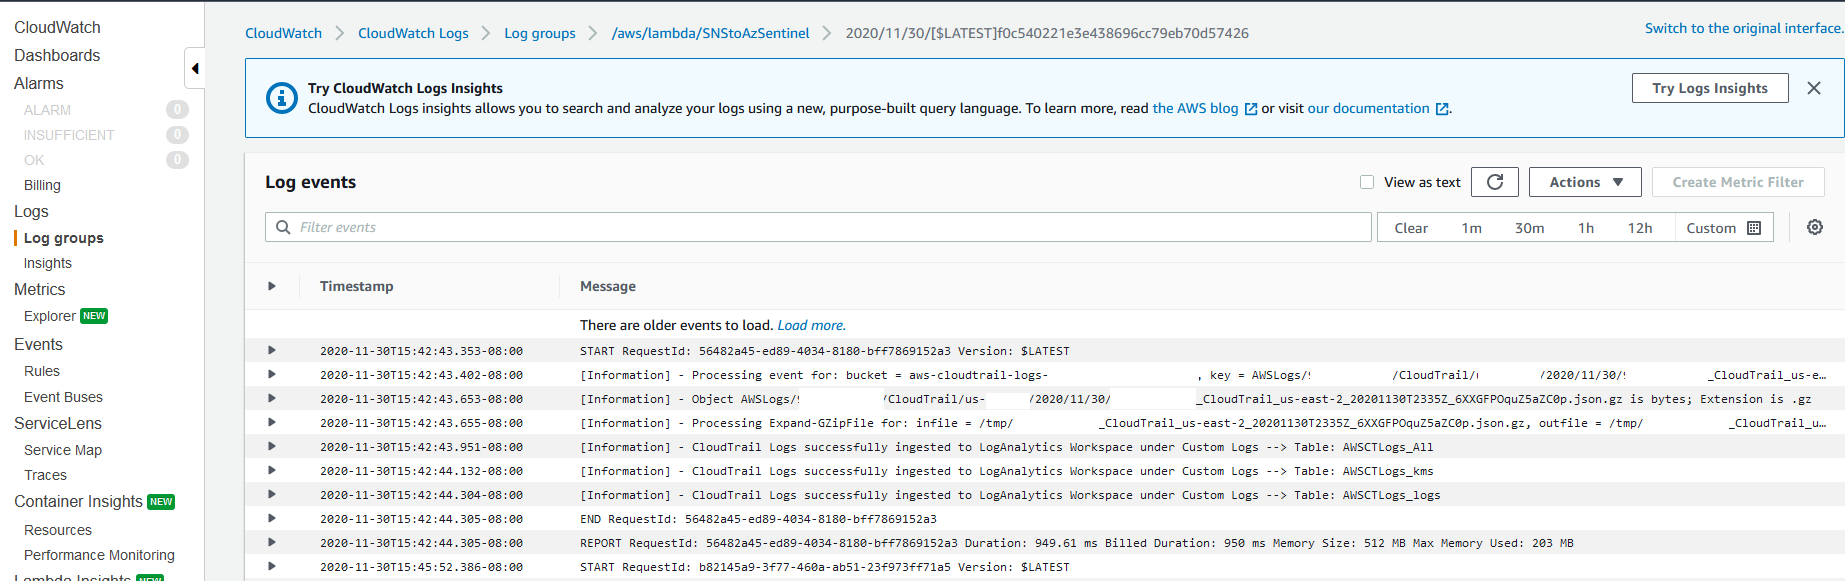 CloudWatch
Dashboards
Alarms
ALARM 0
INSUFFICIENT 0
OK 0
Billing
Logs
Log groups
Insights
Metrics
Explorer NEW
Events
Rules
Event Buses
ServiceLens
Service Map
Traces
Container Insights NEW
Resources
Performance Monitoring
Lambda Insights NEW
CloudWatch CloudWatch Logs Log groups /aws/lambda/SNStoAzSentinel 2020/11/30/[$LATEST]f0c540221e3e438696cc79eb70d57426
Switch to the original interface.
Try CloudWatch Logs Insights
CloudWatch Logs insights allows you to search and analyze your logs using a new, purpose-built query language. To learn more, read the AWS blog or visit our documentation.
Try Logs Insights
Log events
View as text Actions Create Metric Filter
Filter events
Clear 1m 30m 1h 12h Custom
Timestamp Message
There are older events to load. Load more.
2020-11-30T15:42:43.353-08:00 START RequestId: 56482a45-ed89-4034-8180-bff7869152a3 Version: $LATEST
2020-11-30T15:42:43.402-08:00 [Information] - Processing event for: bucket = aws-cloudtrail-logs- , key = AWSLogs/ /CloudTrail/ /2020/11/30/ _CloudTrail_us-e…
2020-11-30T15:42:43.653-08:00 [Information] - Object AWSLogs/ /CloudTrail/us- /2020/11/30/ _CloudTrail_us-east-2_20201130T2335Z_6XXGFPOquZ5aZC0p.json.gz is bytes; Extension is .gz
2020-11-30T15:42:43.655-08:00 [Information] - Processing Expand-GZipFile for: infile = /tmp/ _CloudTrail_us-east-2_20201130T2335Z_6XXGFPOquZ5aZC0p.json.gz, outfile = /tmp/ _CloudTrail_u…
2020-11-30T15:42:43.951-08:00 [Information] - CloudTrail Logs successfully ingested to LogAnalytics Workspace under Custom Logs --> Table: AWSCTLogs_All
2020-11-30T15:42:44.132-08:00 [Information] - CloudTrail Logs successfully ingested to LogAnalytics Workspace under Custom Logs --> Table: AWSCTLogs_kms
2020-11-30T15:42:44.304-08:00 [Information] - CloudTrail Logs successfully ingested to LogAnalytics Workspace under Custom Logs --> Table: AWSCTLogs_logs
2020-11-30T15:42:44.305-08:00 END RequestId: 56482a45-ed89-4034-8180-bff7869152a3
2020-11-30T15:42:44.305-08:00 REPORT RequestId: 56482a45-ed89-4034-8180-bff7869152a3 Duration: 949.61 ms Billed Duration: 950 ms Memory Size: 512 MB Max Memory Used: 203 MB
2020-11-30T15:45:52.386-08:00 START RequestId: b82145a9-3f77-460a-ab51-23f973ff71a5 Version: $LATEST